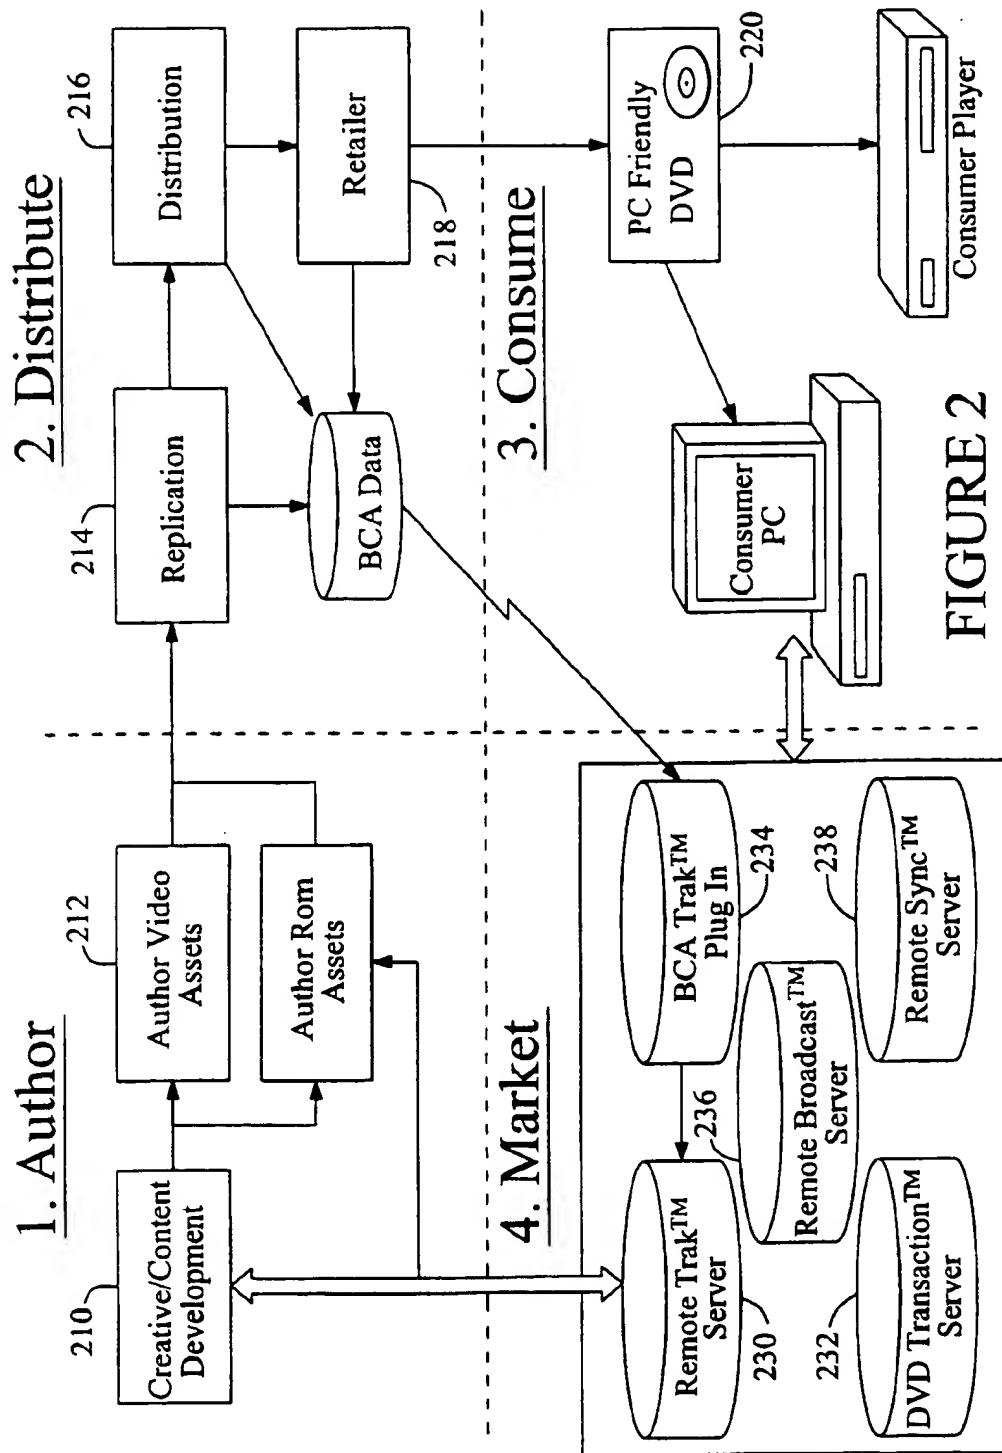 1. Author
210
Creative/Content
Development
212
Author Video
Assets
Author Rom
Assets
2. Distribute
214
Replication
216
Distribution
Retailer
218
BCA Data
3. Consume
PC Friendly
DVD
220
Consumer
PC
Consumer Player
4. Market
Remote Trak™
Server
230
BCA Trak™
Plug In
234
236
Remote Broadcast™
Server
232
DVD Transaction™
Server
238
Remote Sync™
Server
FIGURE 2